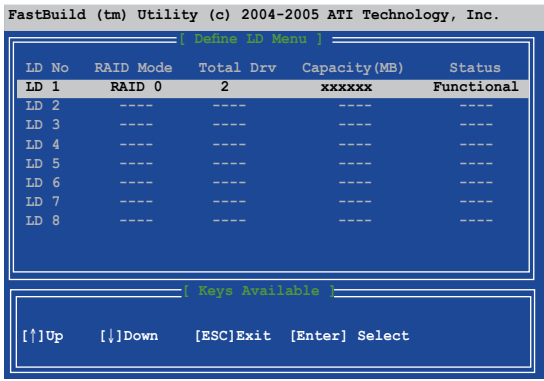 FastBuild (tm) Utility (c) 2004-2005 ATI Technology, Inc.
[ Define LD Menu ]
LD No RAID Mode Total Drv Capacity(MB) Status
LD 1 RAID 0 2 xxxxxx Functional
LD 2 ---- ---- ---- ----
LD 3 ---- ---- ---- ----
LD 4 ---- ---- ---- ----
LD 5 ---- ---- ---- ----
LD 6 ---- ---- ---- ----
LD 7 ---- ---- ---- ----
LD 8 ---- ---- ---- ----
[ Keys Available ]
[↑]Up [↓]Down [ESC]Exit [Enter] Select